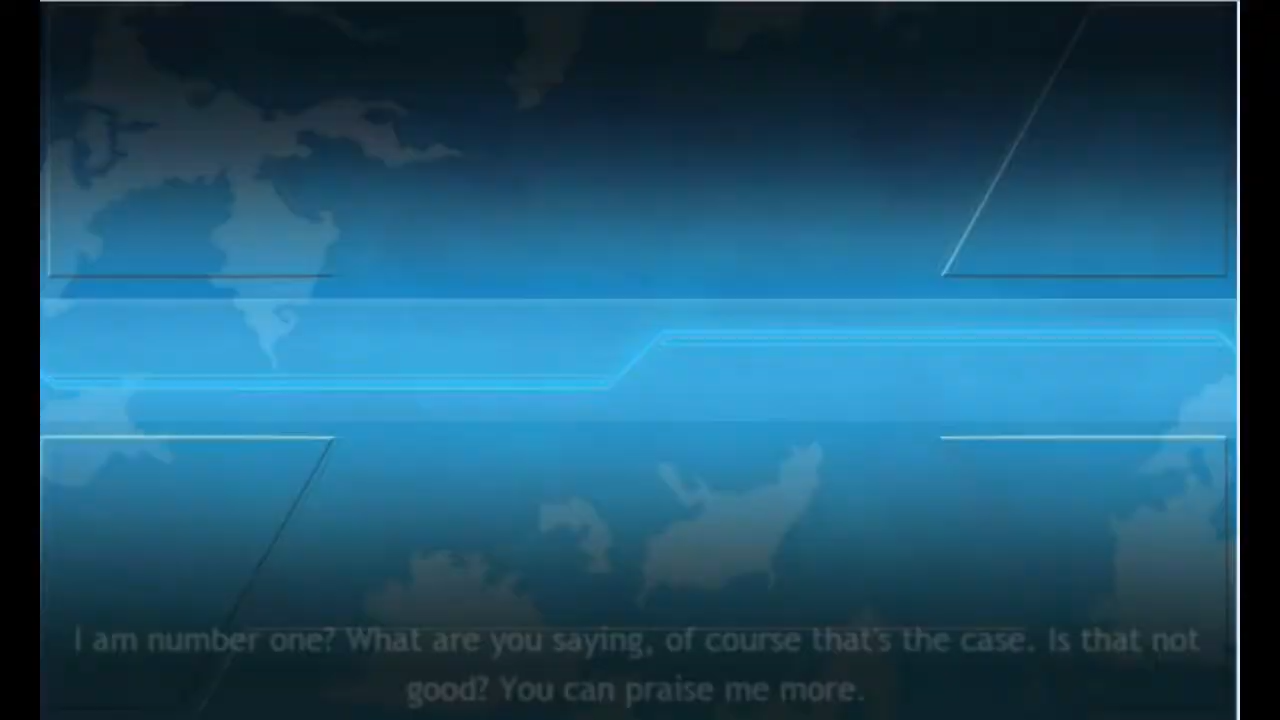 I am number one? What are you saying, of course that's the case. Is that not
good? You can praise me more.